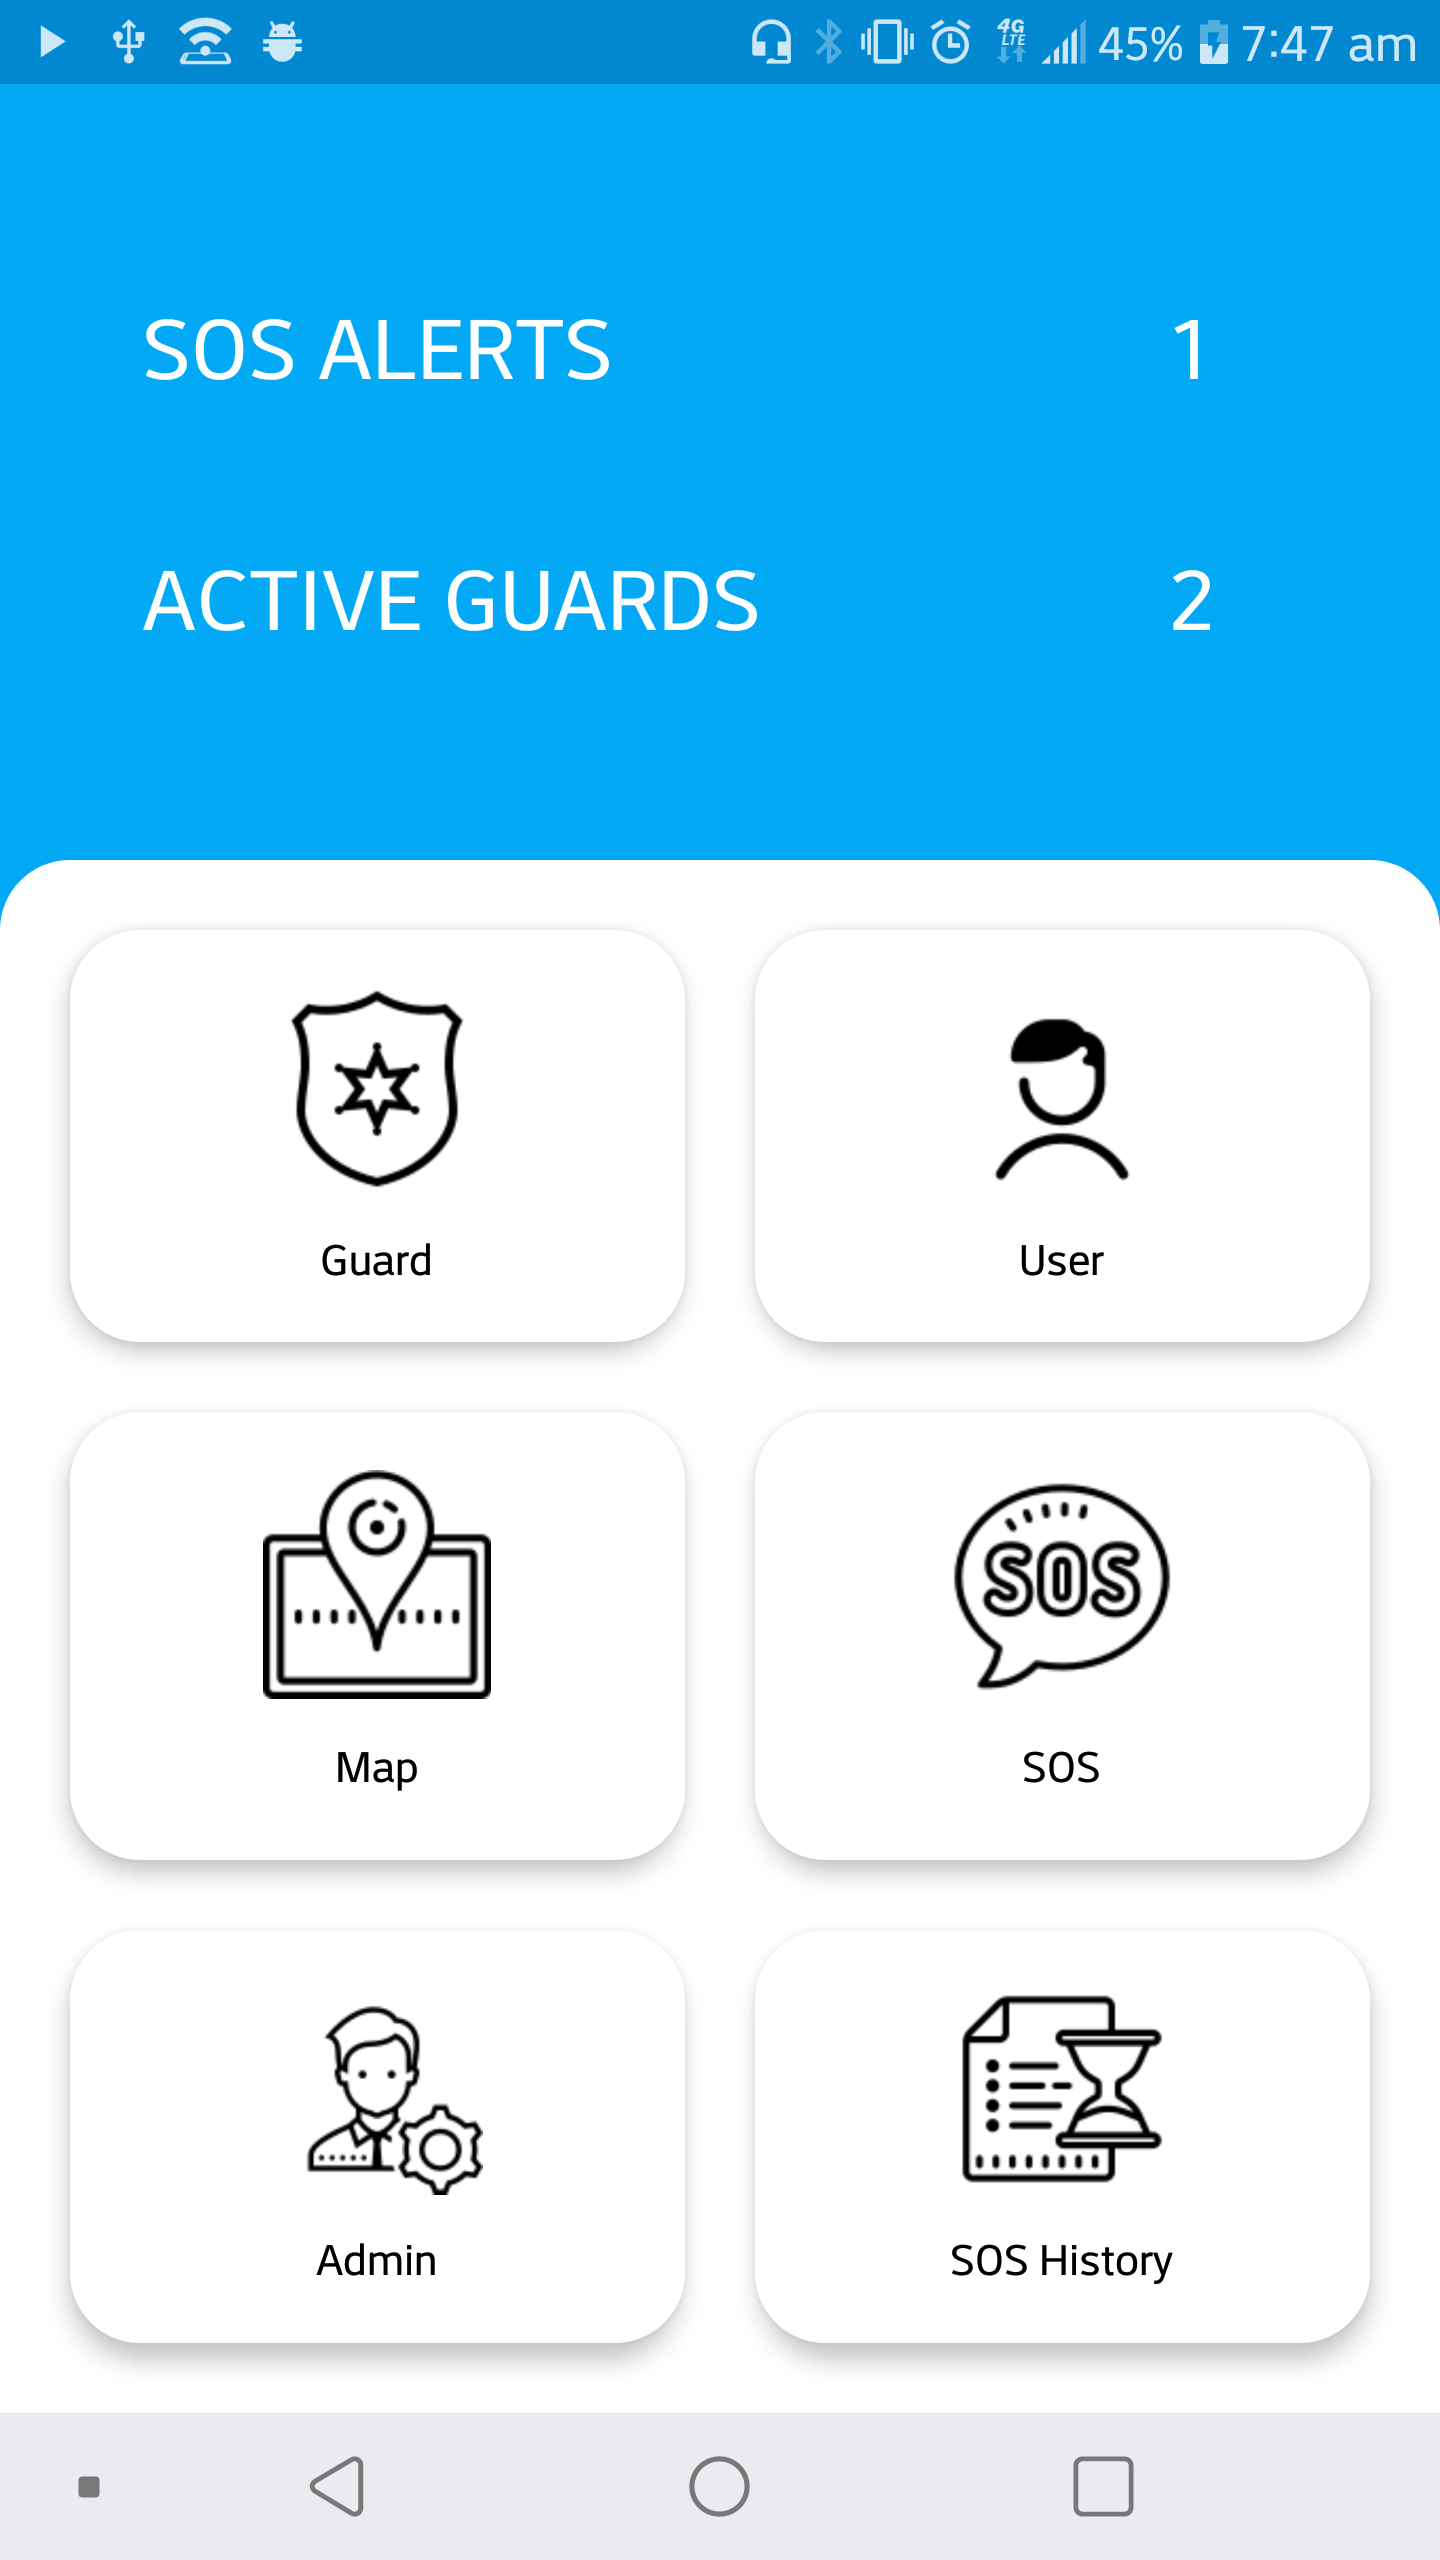 4G LTE 45% 7:47 am
SOS ALERTS 1
ACTIVE GUARDS 2
Guard User
SOS
Map SOS
Admin SOS History